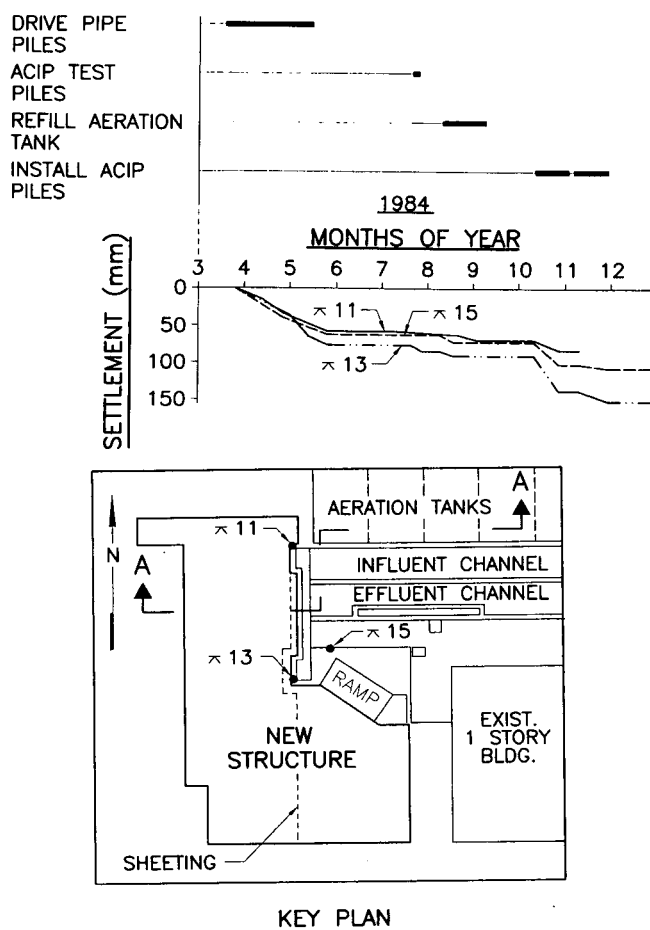 DRIVE PIPE
PILES
ACIP TEST
PILES
REFILL AERATION
TANK
INSTALL ACIP
PILES
1984
MONTHS OF YEAR
3 4 5 6 7 8 9 10 11 12
SETTLEMENT (mm)
0
50
100
150
⌅ 11
⌅ 15
⌅ 13
N
A
A
AERATION TANKS
⌅ 11
INFLUENT CHANNEL
EFFLUENT CHANNEL
⌅ 15
⌅ 13
RAMP
NEW
STRUCTURE
EXIST.
1 STORY
BLDG.
SHEETING
KEY PLAN